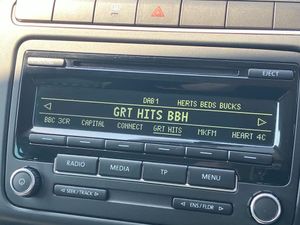 EJECT
DAB1 HERTS BEDS BUCKS
GRT HITS BBH
BBC 3CR CAPITAL CONNECT GRT HITS MKFM HEART 4C
RADIO MEDIA TP MENU
SEEK / TRACK ENS/FLDR